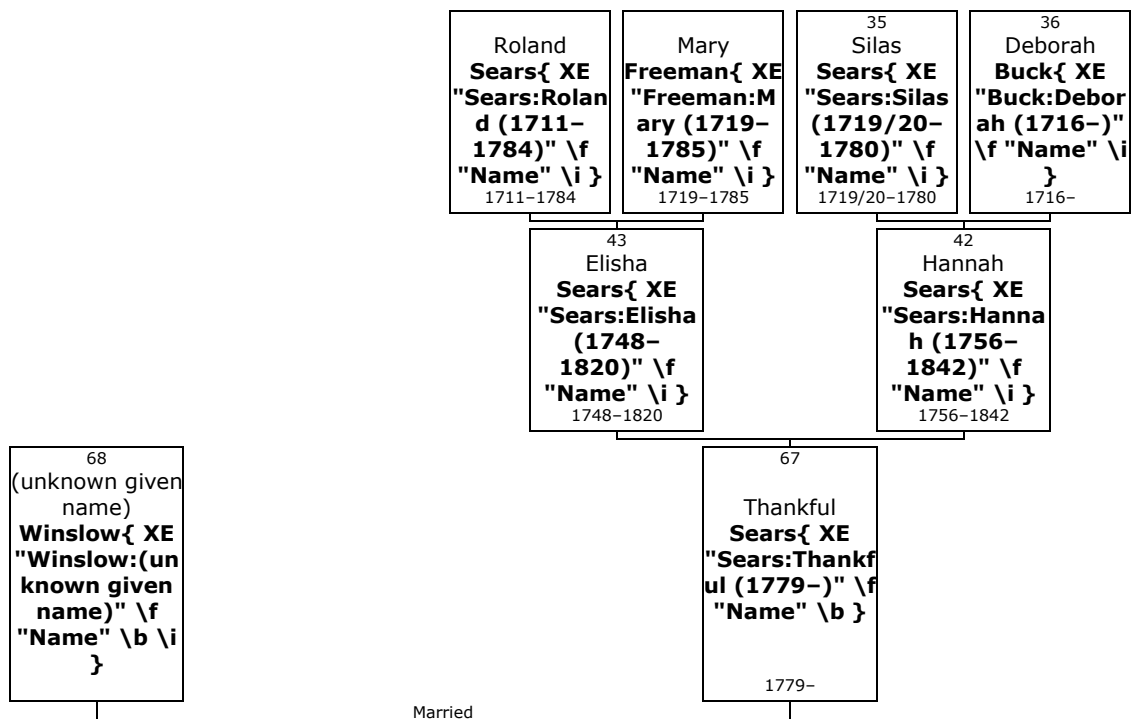 Roland
Sears{ XE
"Sears:Rolan
d (1711–
1784)" \f
"Name" \i }
1711–1784
Mary
Freeman{ XE
"Freeman:M
ary (1719–
1785)" \f
"Name" \i }
1719–1785
35
Silas
Sears{ XE
"Sears:Silas
(1719/20–
1780)" \f
"Name" \i }
1719/20–1780
36
Deborah
Buck{ XE
"Buck:Debor
ah (1716–)"
\f "Name" \i
}
1716–
43
Elisha
Sears{ XE
"Sears:Elisha
(1748–
1820)" \f
"Name" \i }
1748–1820
42
Hannah
Sears{ XE
"Sears:Hanna
h (1756–
1842)" \f
"Name" \i }
1756–1842
68
(unknown given
name)
Winslow{ XE
"Winslow:(un
known given
name)" \f
"Name" \b \i
}
67
Thankful
Sears{ XE
"Sears:Thankf
ul (1779–)" \f
"Name" \b }
1779–
Married